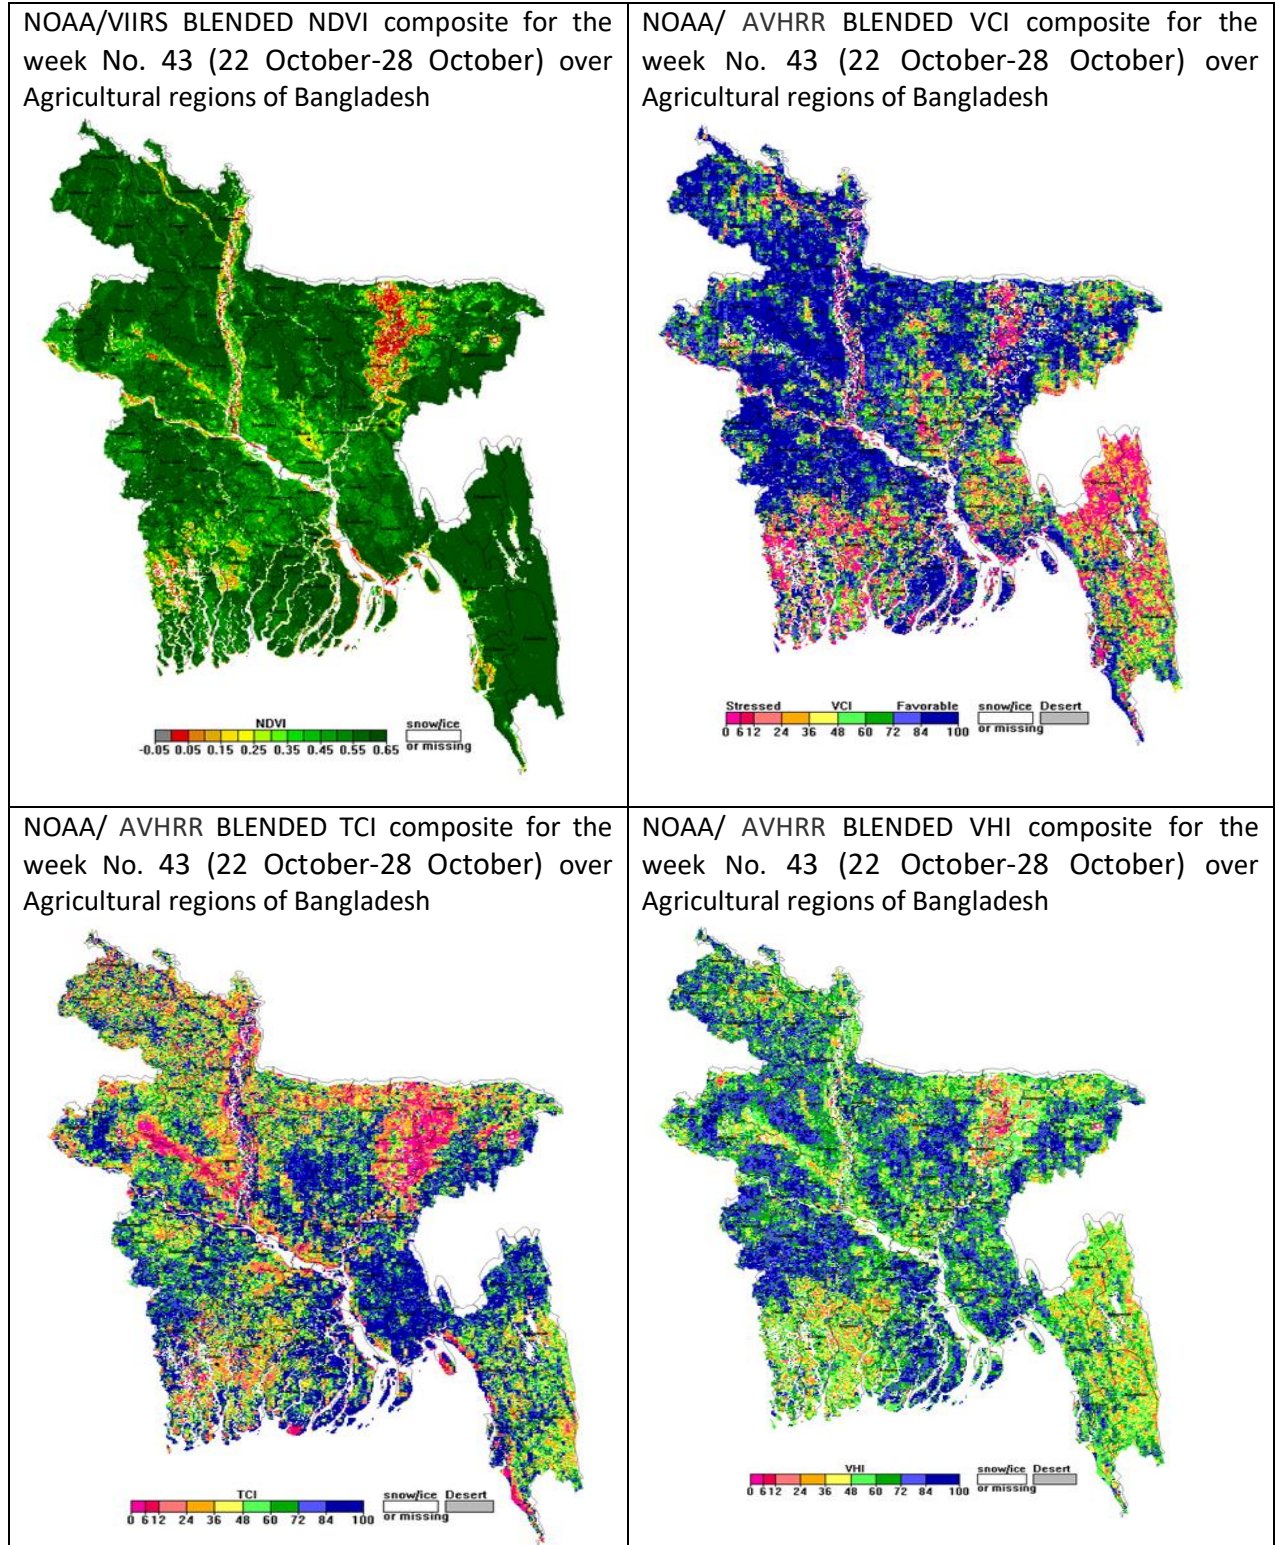 NOAA/VIIRS BLENDED NDVI composite for the
week No. 43 (22 October-28 October) over
Agricultural regions of Bangladesh
NDVI
snow/ice
or missing
-0.05 0.05 0.15 0.25 0.35 0.45 0.55 0.65
NOAA/ AVHRR BLENDED VCI composite for the
week No. 43 (22 October-28 October) over
Agricultural regions of Bangladesh
Stressed VCI Favorable
snow/ice Desert
or missing
0 6 12 24 36 48 60 72 84 100
NOAA/ AVHRR BLENDED TCI composite for the
week No. 43 (22 October-28 October) over
Agricultural regions of Bangladesh
TCI
snow/ice Desert
or missing
0 6 12 24 36 48 60 72 84 100
NOAA/ AVHRR BLENDED VHI composite for the
week No. 43 (22 October-28 October) over
Agricultural regions of Bangladesh
VHI
snow/ice Desert
or missing
0 6 12 24 36 48 60 72 84 100